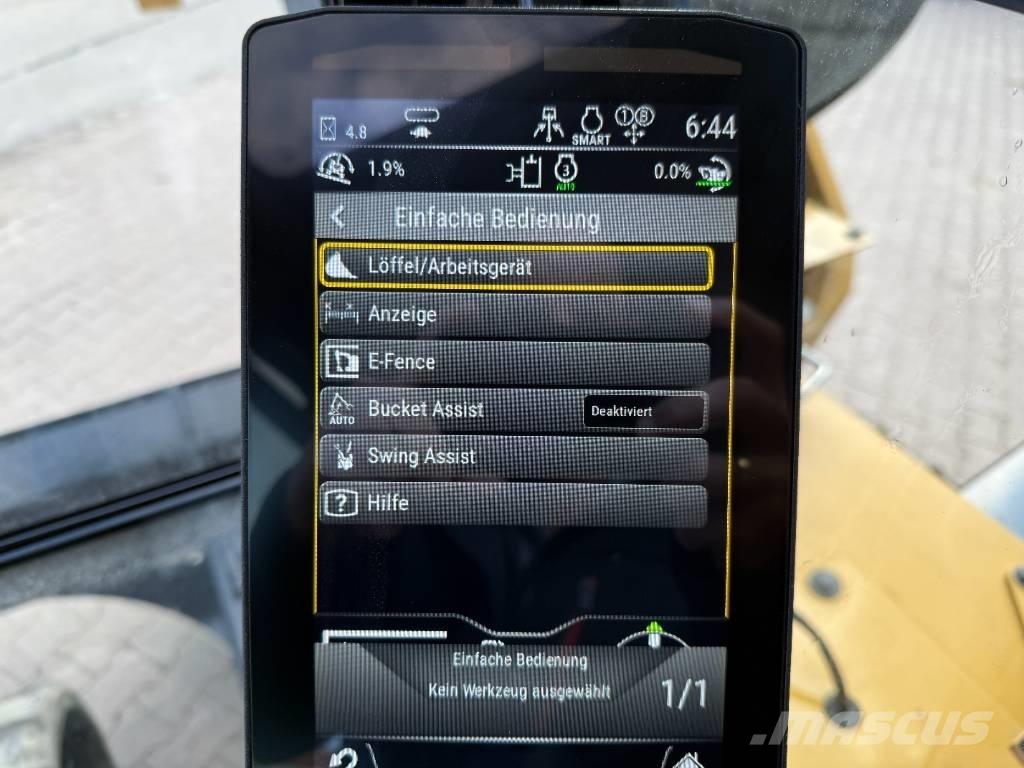 4.8
SMART
1 B
6:44
1.9%
3
AUTO
0.0%
Einfache Bedienung
Löffel/Arbeitsgerät
Anzeige
E-Fence
AUTO
Bucket Assist
Deaktiviert
Swing Assist
? Hilfe
Einfache Bedienung
Kein Werkzeug ausgewählt
1/1
MASCUS